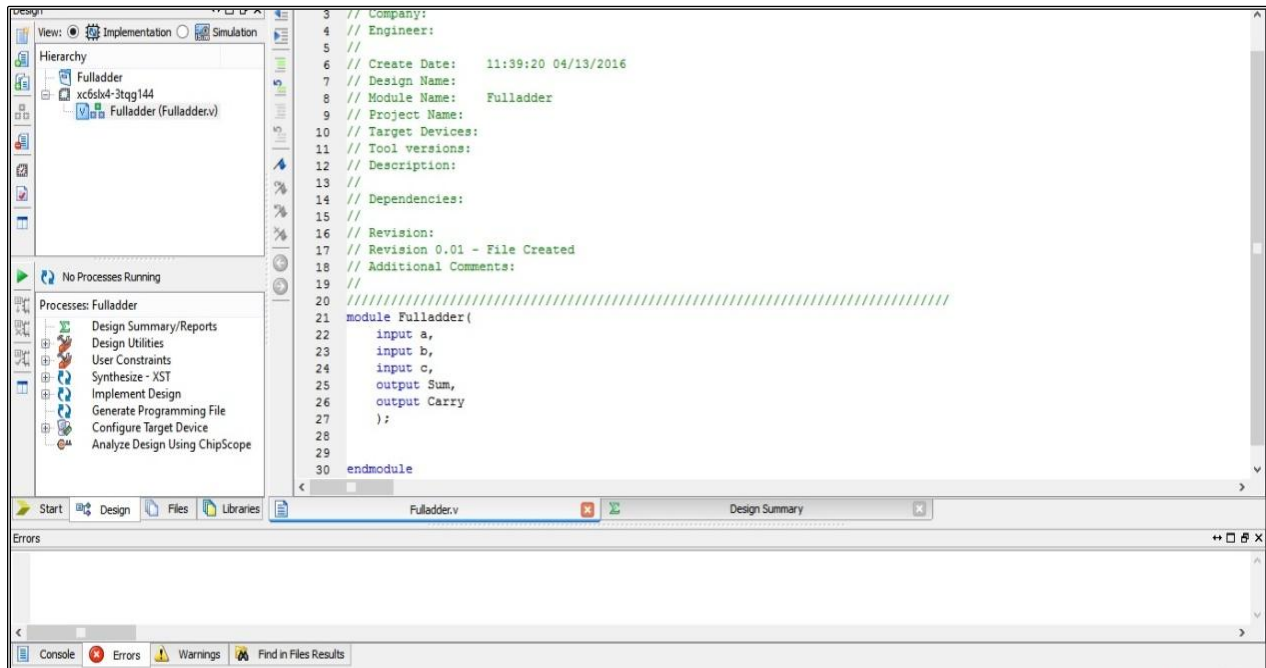 Design
View: Implementation Simulation
Hierarchy
Fulladder
xc6slx4-3tqg144
Fulladder (Fulladder.v)
No Processes Running
Processes: Fulladder
Design Summary/Reports
Design Utilities
User Constraints
Synthesize - XST
Implement Design
Generate Programming File
Configure Target Device
Analyze Design Using ChipScope
Start Design Files Libraries
3 // Company:
4 // Engineer:
5 //
6 // Create Date: 11:39:20 04/13/2016
7 // Design Name:
8 // Module Name: Fulladder
9 // Project Name:
10 // Target Devices:
11 // Tool versions:
12 // Description:
13 //
14 // Dependencies:
15 //
16 // Revision:
17 // Revision 0.01 - File Created
18 // Additional Comments:
19 //
20 //////////////////////////////////////////////////////////////////////////////////
21 module Fulladder(
22 input a,
23 input b,
24 input c,
25 output Sum,
26 output Carry
27 );
28
29
30 endmodule
Fulladder.v Design Summary
Errors
Console Errors Warnings Find in Files Results